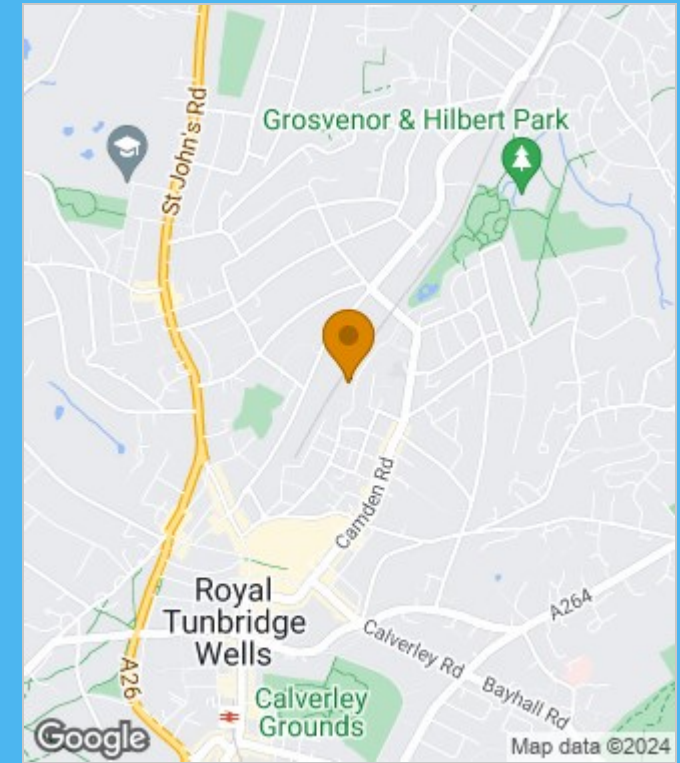 St John's Rd
Grosvenor & Hilbert Park
Camden Rd
Royal
Tunbridge
Wells
A264
Calverley Rd
Bayhall Rd
A26
Calverley
Grounds
Google
Map data ©2024